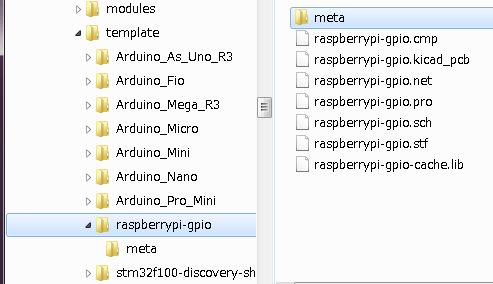 modules
template
Arduino_As_Uno_R3
Arduino_Fio
Arduino_Mega_R3
Arduino_Micro
Arduino_Mini
Arduino_Nano
Arduino_Pro_Mini
raspberrypi-gpio
meta
stm32f100-discovery-sh
meta
raspberrypi-gpio.cmp
raspberrypi-gpio.kicad_pcb
raspberrypi-gpio.net
raspberrypi-gpio.pro
raspberrypi-gpio.sch
raspberrypi-gpio.stf
raspberrypi-gpio-cache.lib